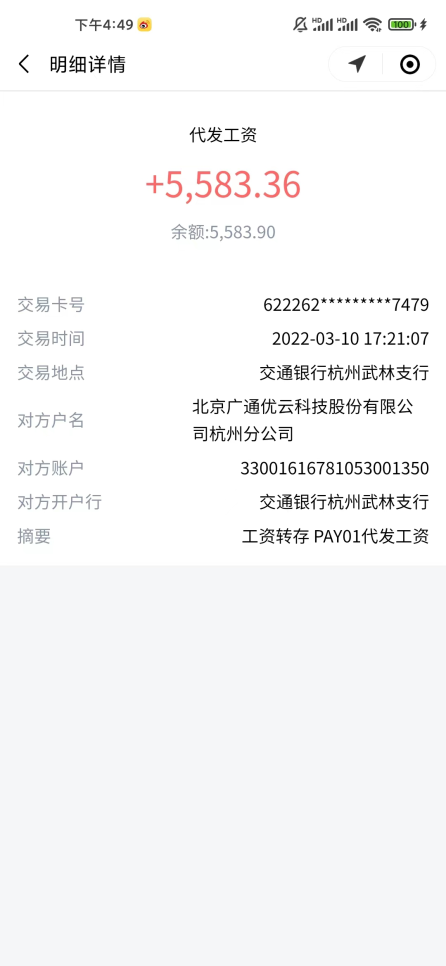 下午4:49
HD HD 100
明细详情
代发工资
+5,583.36
余额:5,583.90
交易卡号 622262*********7479
交易时间 2022-03-10 17:21:07
交易地点 交通银行杭州武林支行
对方户名 北京广通优云科技股份有限公
司杭州分公司
对方账户 33001616781053001350
对方开户行 交通银行杭州武林支行
摘要 工资转存 PAY01代发工资